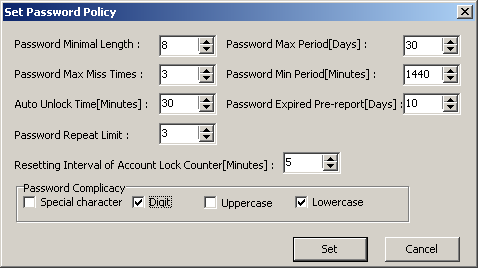 Set Password Policy
Password Minimal Length : 8 Password Max Period[Days] : 30
Password Max Miss Times : 3 Password Min Period[Minutes] : 1440
Auto Unlock Time[Minutes] : 30 Password Expired Pre-report[Days] : 10
Password Repeat Limit : 3
Resetting Interval of Account Lock Counter[Minutes] : 5
Password Complicacy
Special character Digit Uppercase Lowercase
Set Cancel